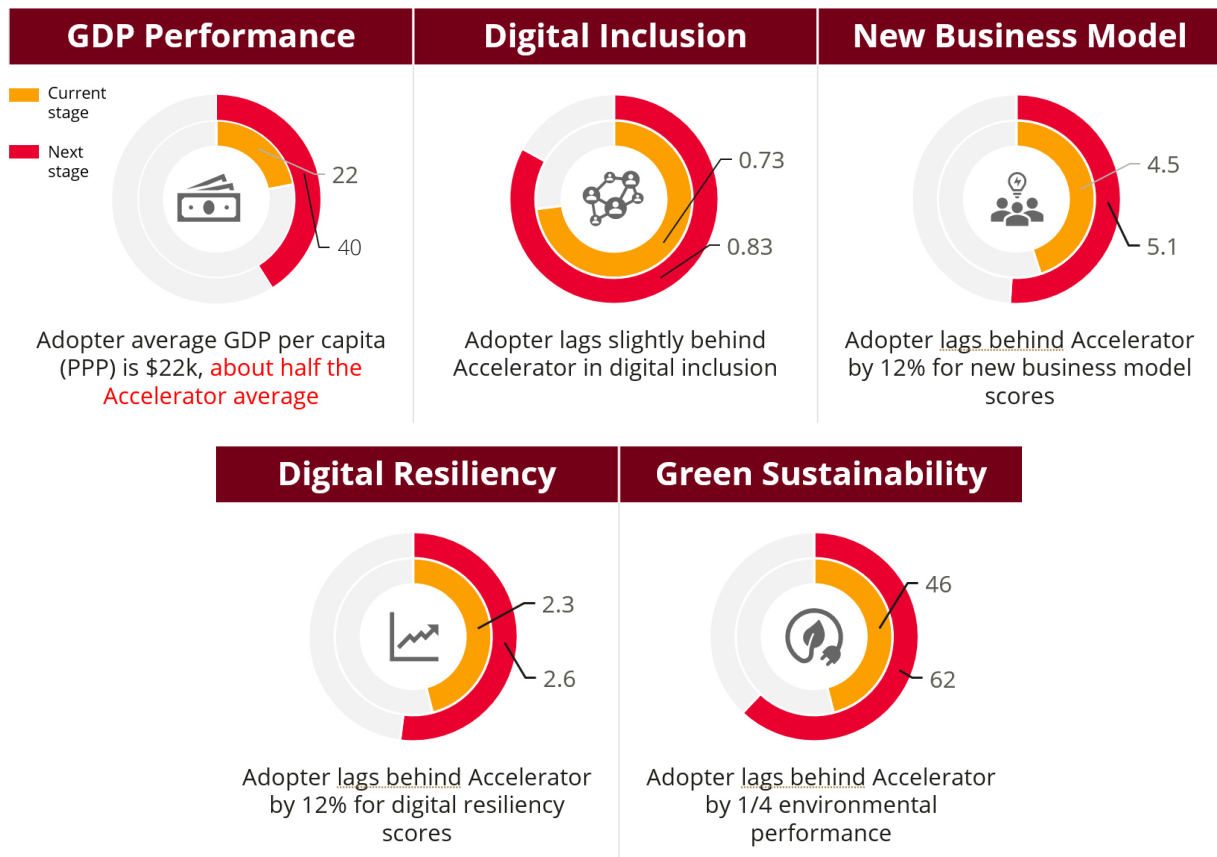 GDP Performance
Digital Inclusion
New Business Model
Current
stage
Next
stage
22
40
0.73
0.83
4.5
5.1
Adopter average GDP per capita
(PPP) is $22k, about half the
Accelerator average
Adopter lags slightly behind
Accelerator in digital inclusion
Adopter lags behind Accelerator
by 12% for new business model
scores
Digital Resiliency
Green Sustainability
2.3
2.6
46
62
Adopter lags behind Accelerator
by 12% for digital resiliency
scores
Adopter lags behind Accelerator
by 1/4 environmental
performance